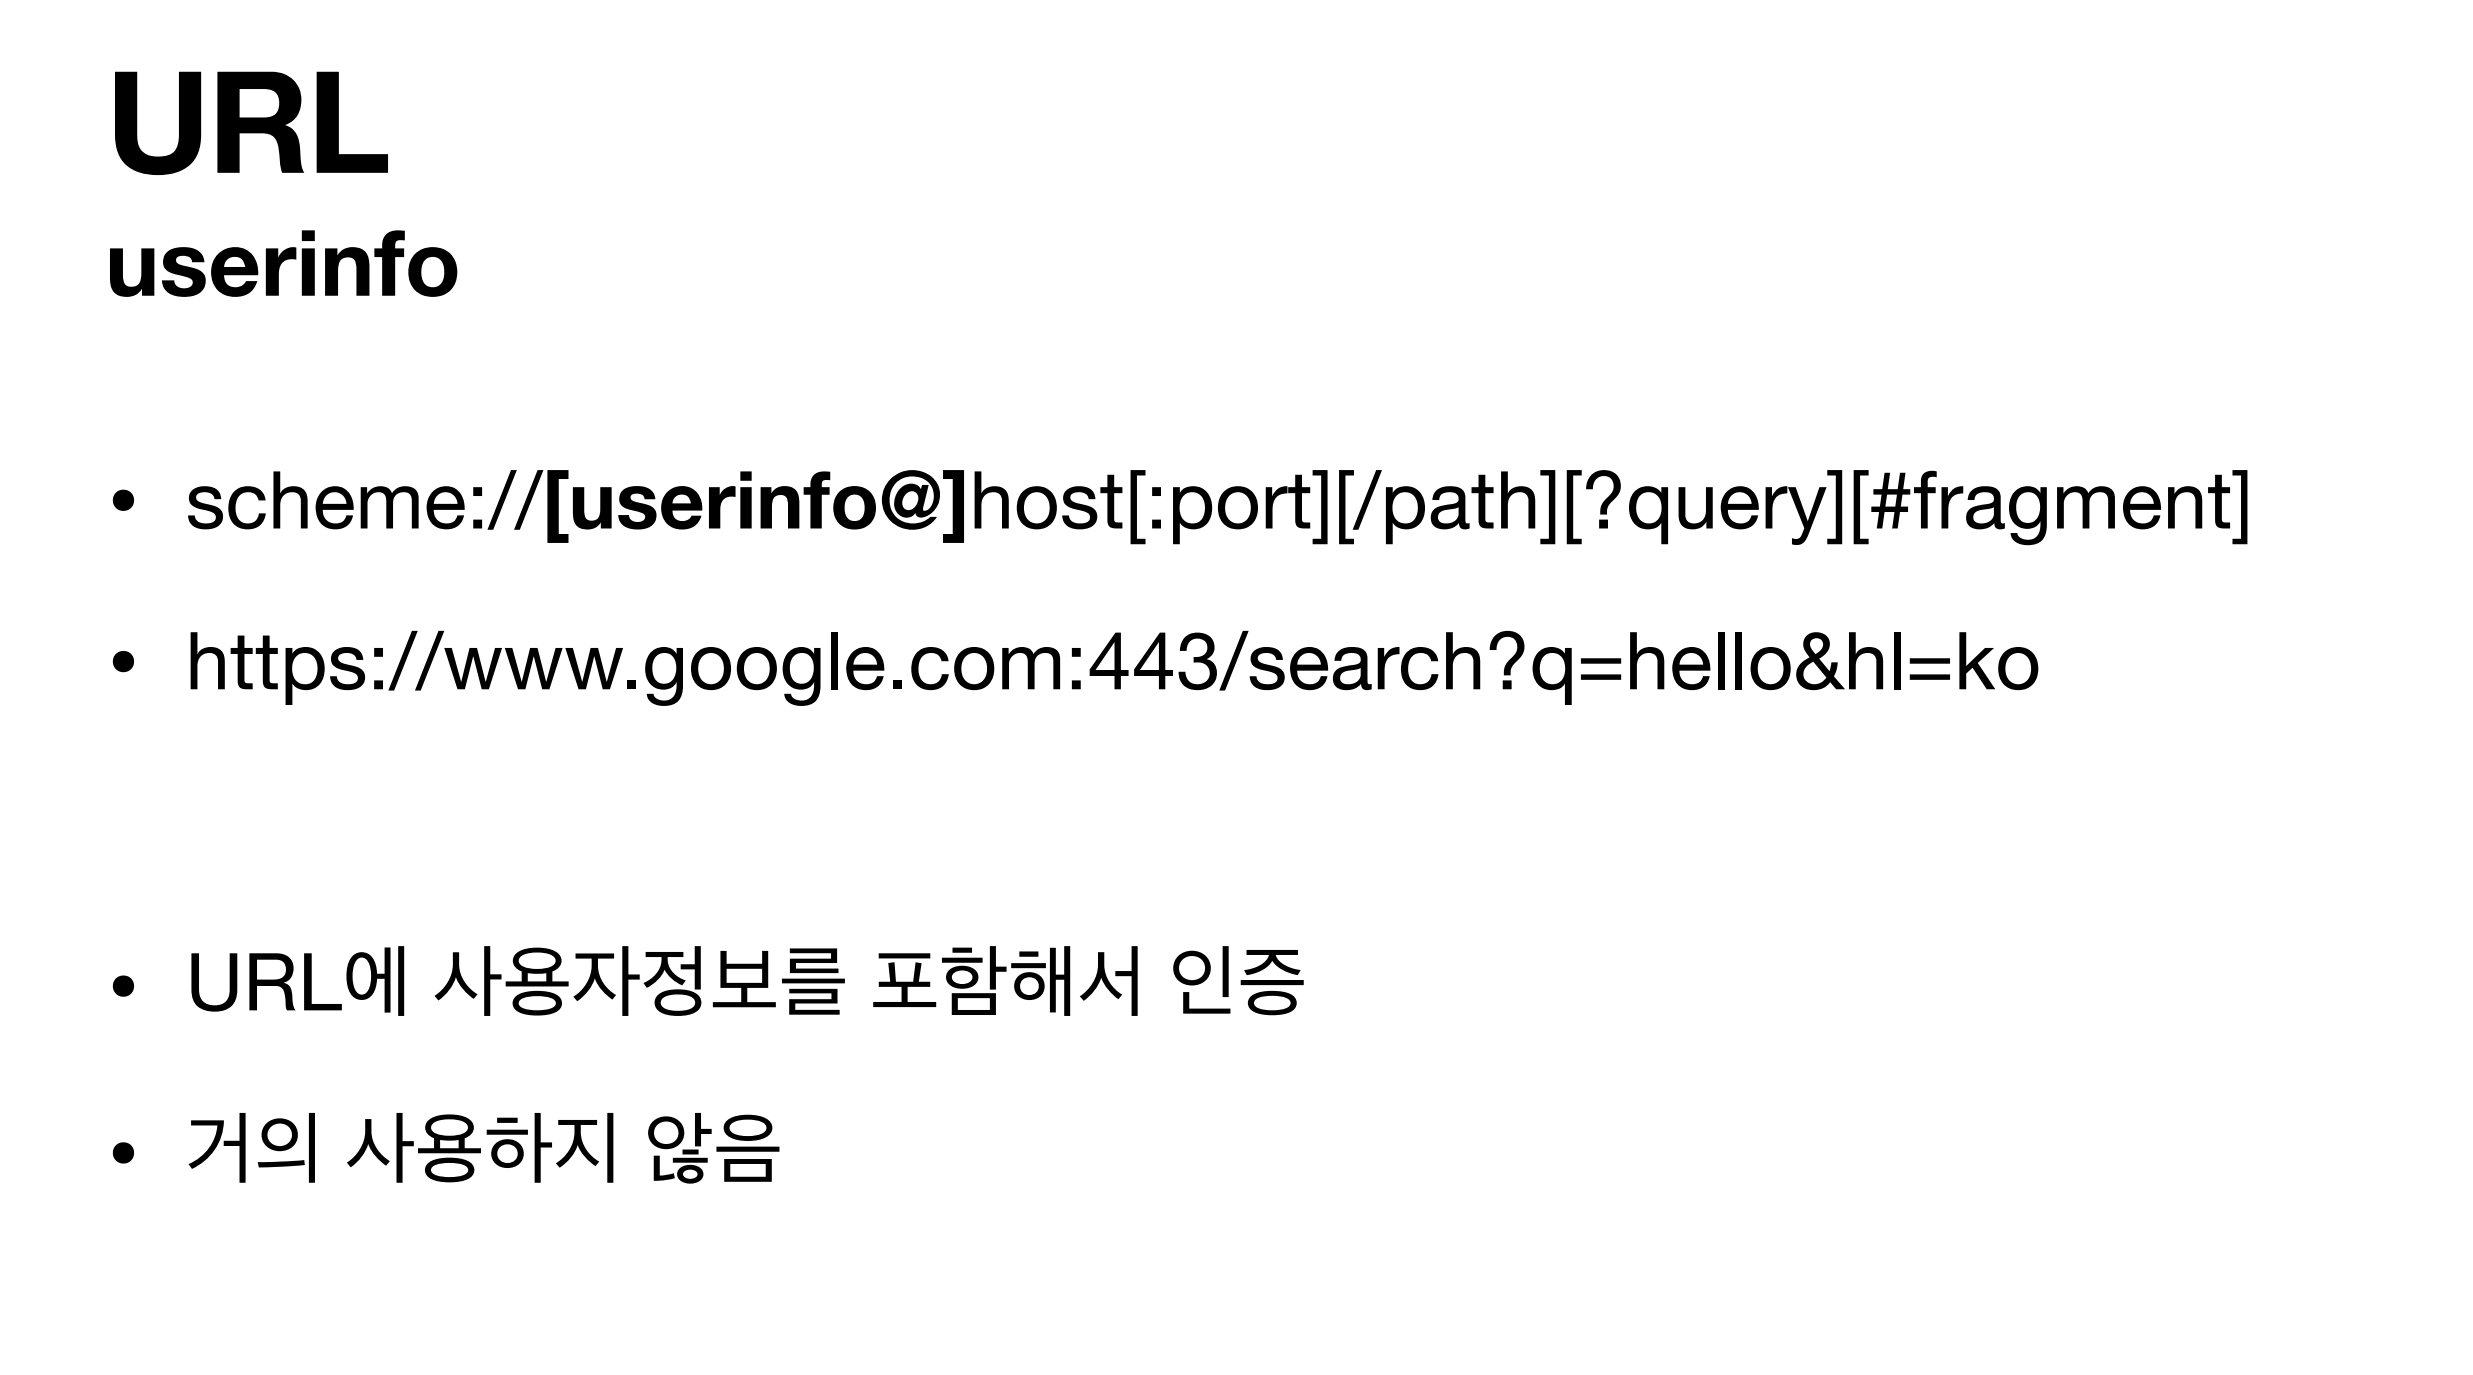 URL
userinfo
• scheme://[userinfo@]host[:port][/path][?query][#fragment]
• https://www.google.com:443/search?q=hello&hl=ko
• URL에 사용자정보를 포함해서 인증
• 거의 사용하지 않음